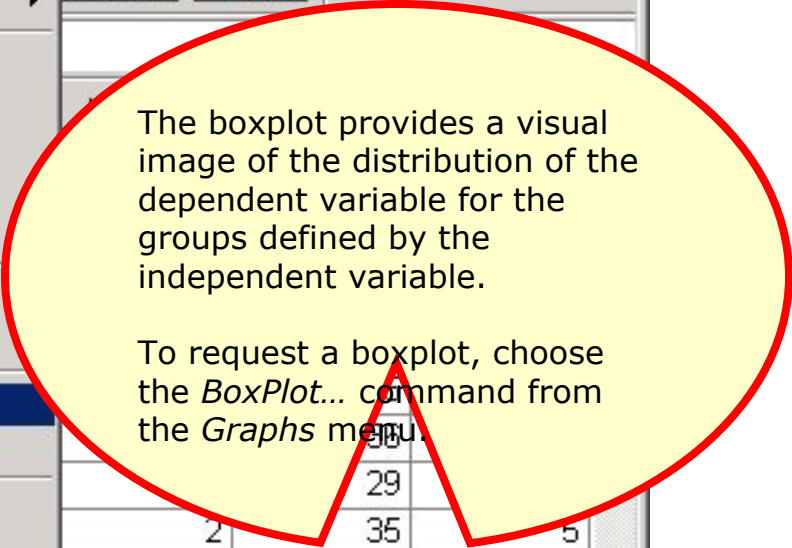 The boxplot provides a visual
image of the distribution of the
dependent variable for the
groups defined by the
independent variable.
To request a boxplot, choose
the BoxPlot… command from
the Graphs menu.
29
2 35 5